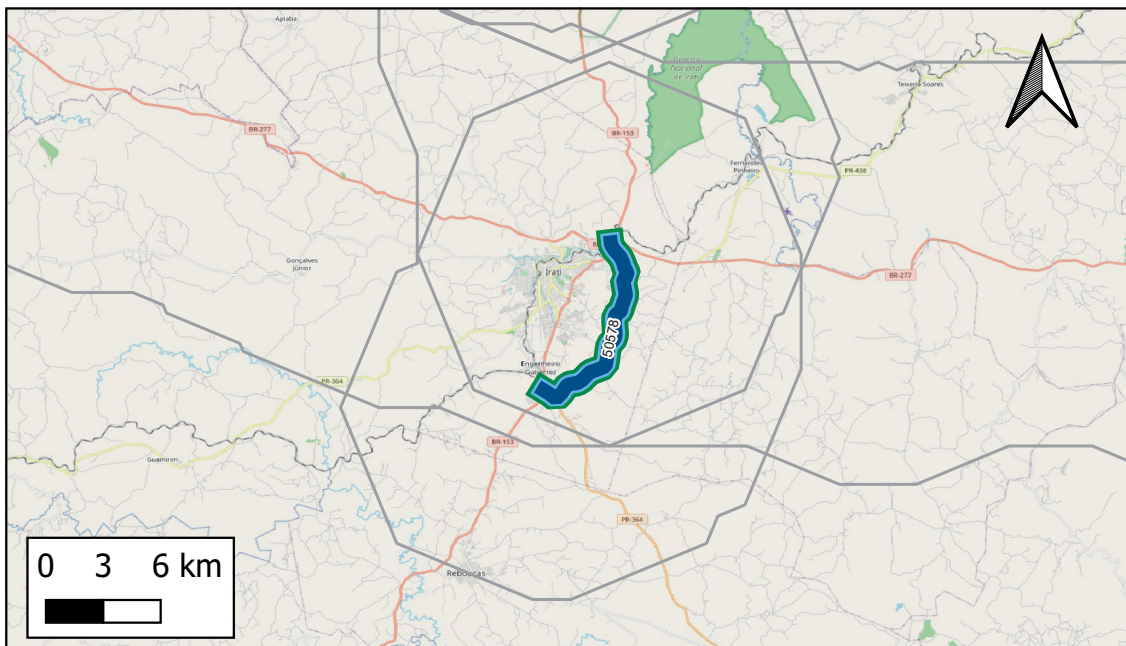 Apiaba
Floresta
Nacional
de Irati
Teixeira Soares
BR-277
BR-153
Fernandes
Pinheiro
PR-438
Gonçalves
Júnior
Irati
BR-277
50578
Engenheiro
Gutierrez
PR-364
BR-153
Guamirim
PR-364
Rebouças
0 3 6 km